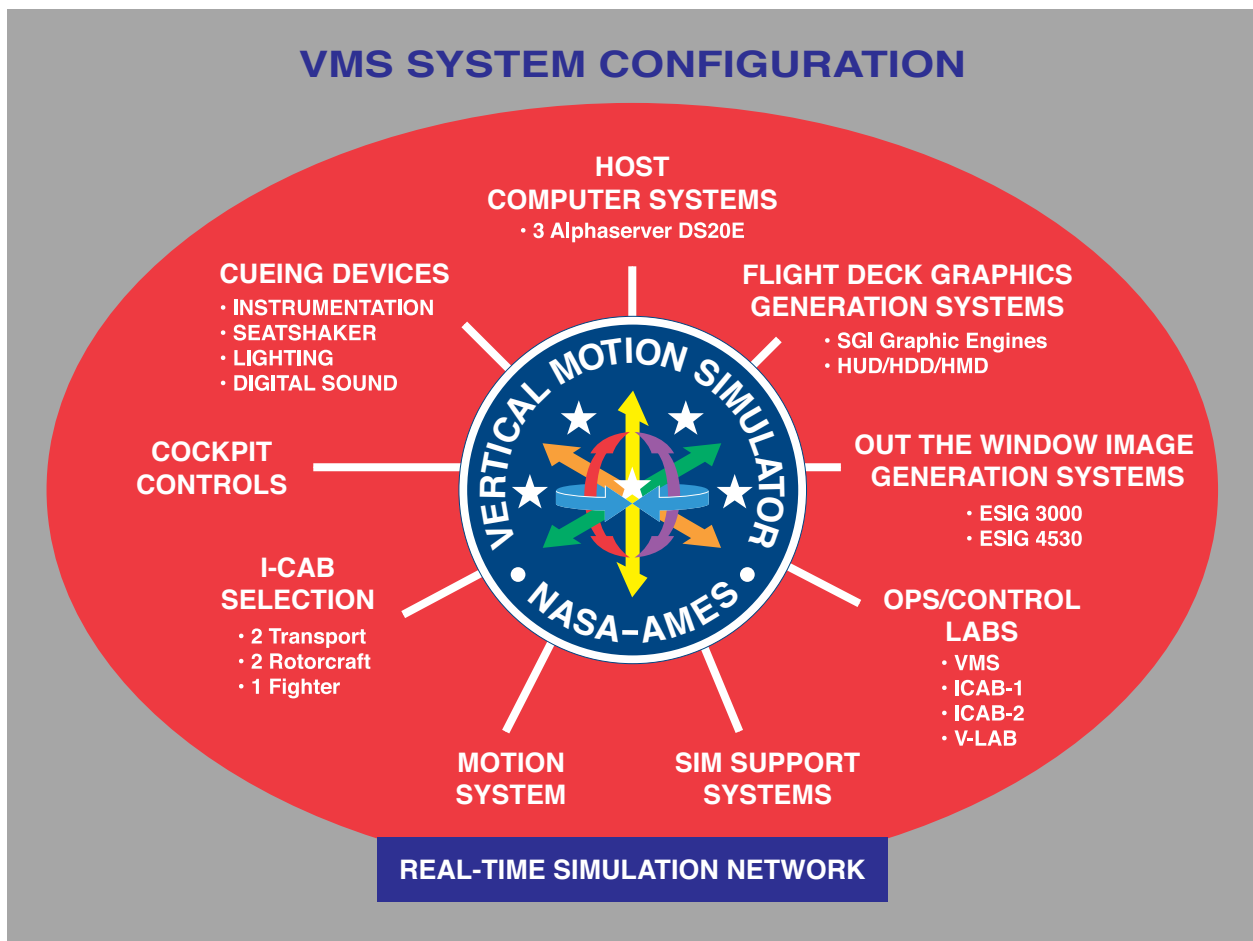 VMS SYSTEM CONFIGURATION
HOST
COMPUTER SYSTEMS
• 3 Alphaserver DS20E
CUEING DEVICES
• INSTRUMENTATION
• SEATSHAKER
• LIGHTING
• DIGITAL SOUND
FLIGHT DECK GRAPHICS
GENERATION SYSTEMS
• SGI Graphic Engines
• HUD/HDD/HMD
VERTICAL MOTION SIMULATOR
• NASA–AMES •
COCKPIT
CONTROLS
OUT THE WINDOW IMAGE
GENERATION SYSTEMS
• ESIG 3000
• ESIG 4530
I-CAB
SELECTION
• 2 Transport
• 2 Rotorcraft
• 1 Fighter
OPS/CONTROL
LABS
• VMS
• ICAB-1
• ICAB-2
• V-LAB
MOTION
SYSTEM
SIM SUPPORT
SYSTEMS
REAL-TIME SIMULATION NETWORK